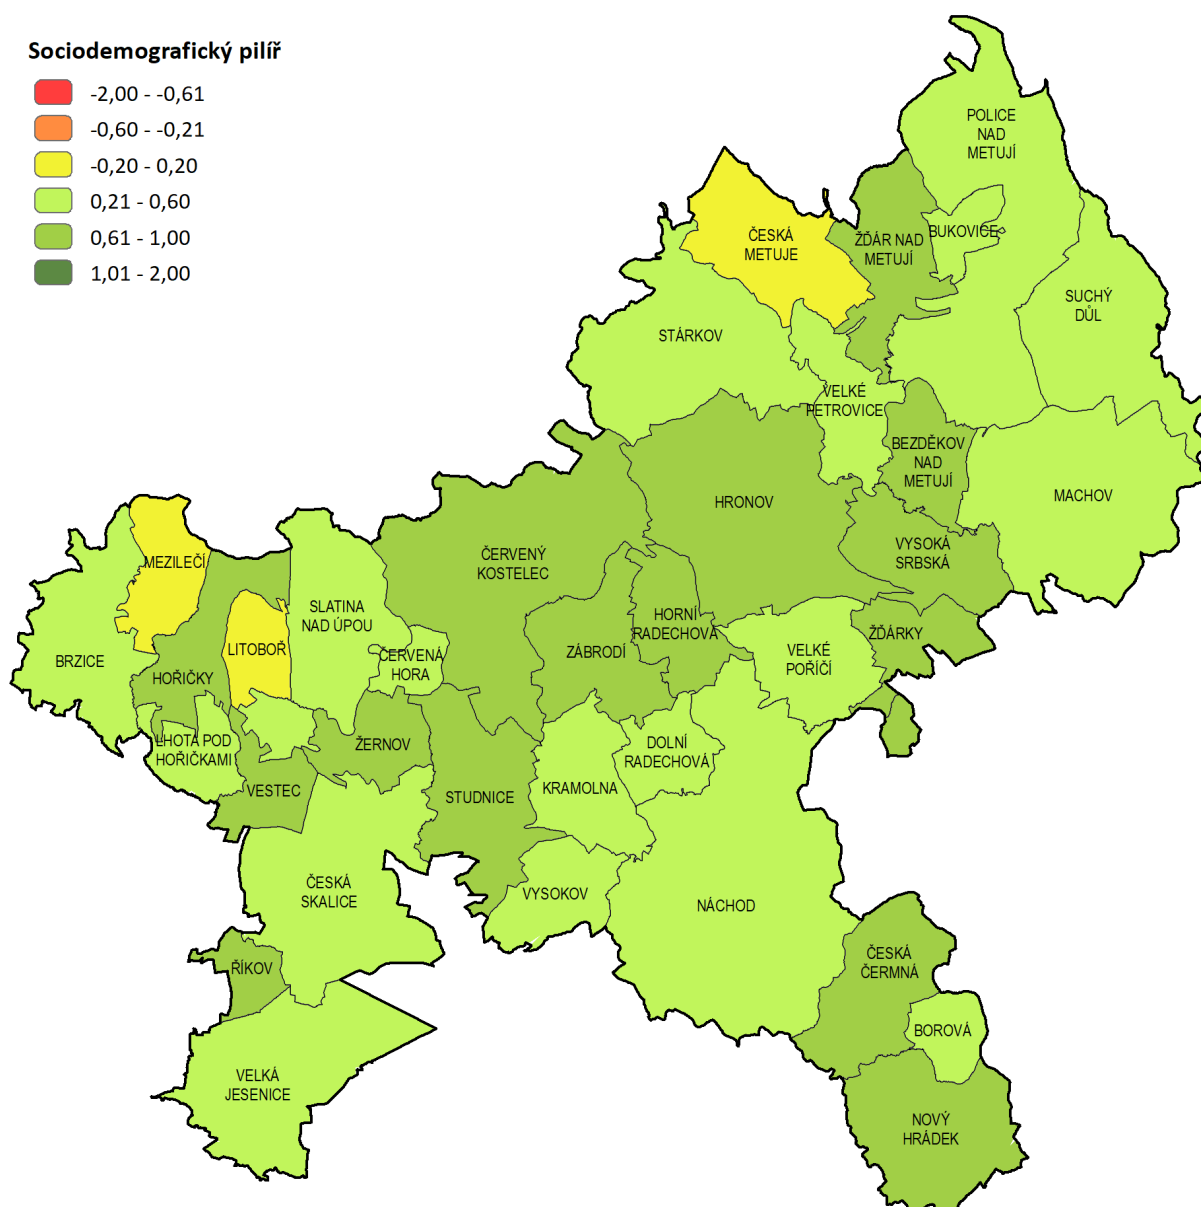 Sociodemografický pilíř
-2,00 - -0,61
-0,60 - -0,21
-0,20 - 0,20
0,21 - 0,60
0,61 - 1,00
1,01 - 2,00
POLICE
NAD
METUJÍ
BUKOVICE
ČESKÁ
METUJE
ŽĎÁR NAD
METUJÍ
SUCHÝ
DŮL
STÁRKOV
VELKÉ
PETROVICE
BEZDĚKOV
NAD
METUJÍ
MACHOV
HRONOV
VYSOKÁ
SRBSKÁ
ČERVENÝ
KOSTELEC
MEZILEČÍ
SLATINA
NAD ÚPOU
HORNÍ
RADECHOVÁ
ŽĎÁRKY
LITOBOŘ
ZÁBRODÍ
VELKÉ
POŘÍČÍ
BRZICE
ČERVENÁ
HORA
HOŘIČKY
LHOTA POD
HOŘIČKAMI
ŽERNOV
DOLNÍ
RADECHOVÁ
VESTEC
STUDNICE
KRAMOLNA
ČESKÁ
SKALICE
VYSOKOV
NÁCHOD
ŘÍKOV
ČESKÁ
ČERMNÁ
BOROVÁ
VELKÁ
JESENICE
NOVÝ
HRÁDEK